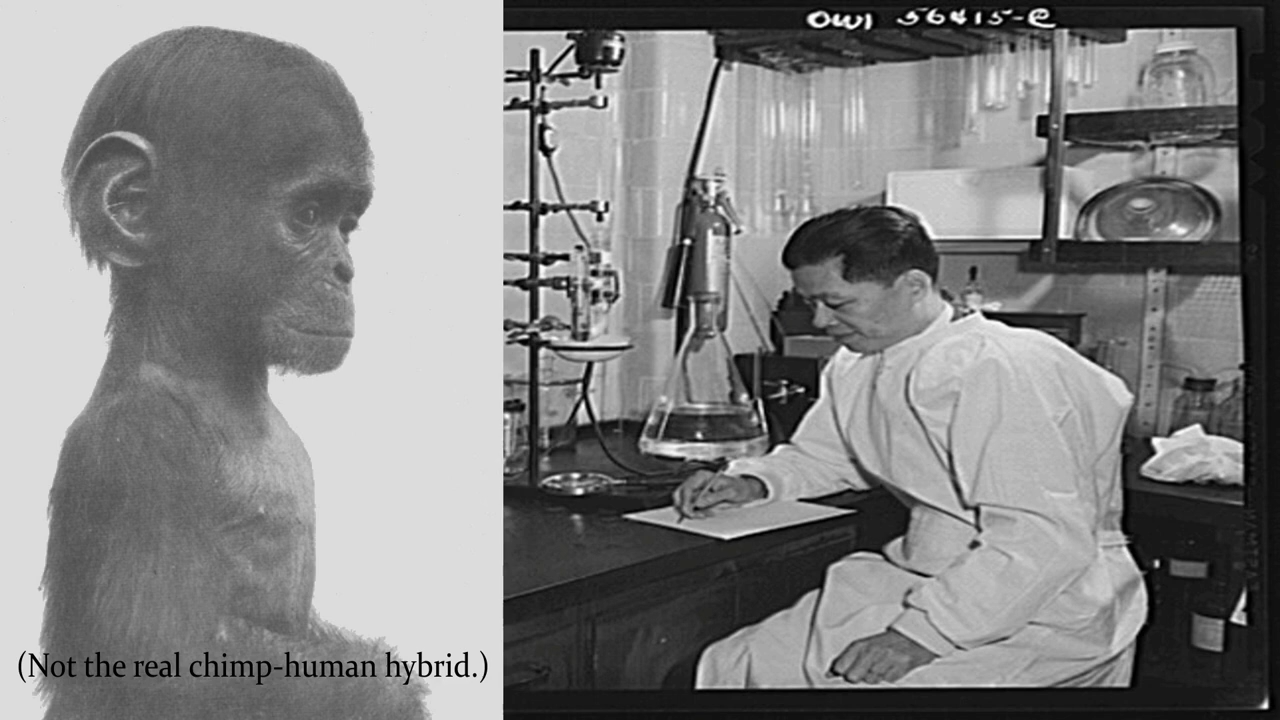 OWI 56415-C
(Not the real chimp-human hybrid.)